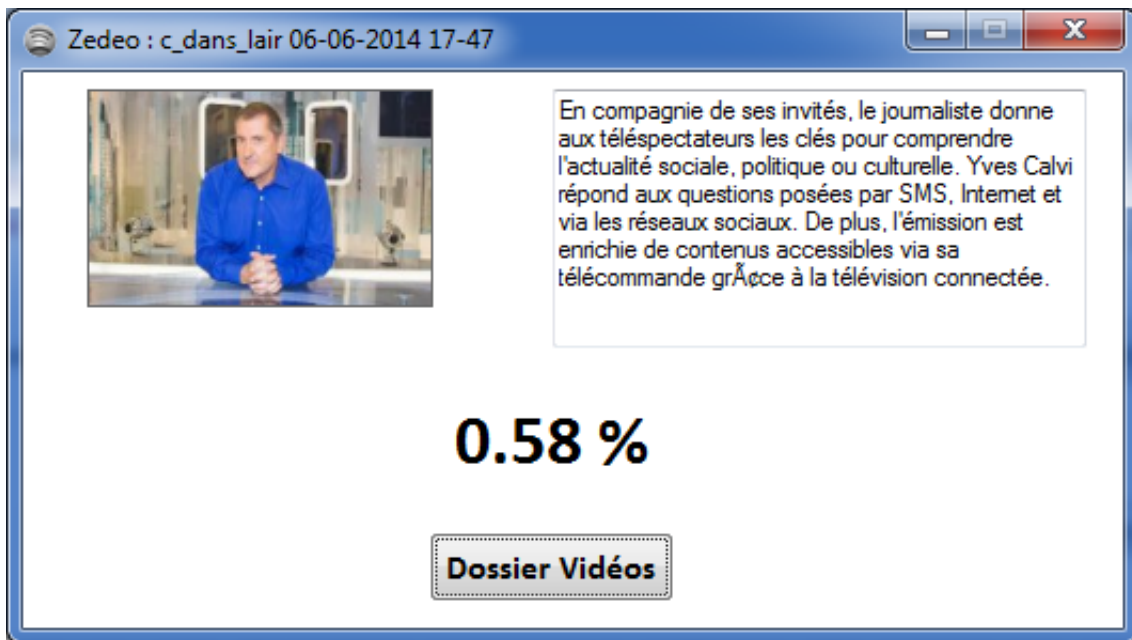 Zedeo : c_dans_lair 06-06-2014 17-47
En compagnie de ses invités, le journaliste donne
aux téléspectateurs les clés pour comprendre
l'actualité sociale, politique ou culturelle. Yves Calvi
répond aux questions posées par SMS, Internet et
via les réseaux sociaux. De plus, l'émission est
enrichie de contenus accessibles via sa
télécommande grÃ¢ce à la télévision connectée.
0.58 %
Dossier Vidéos